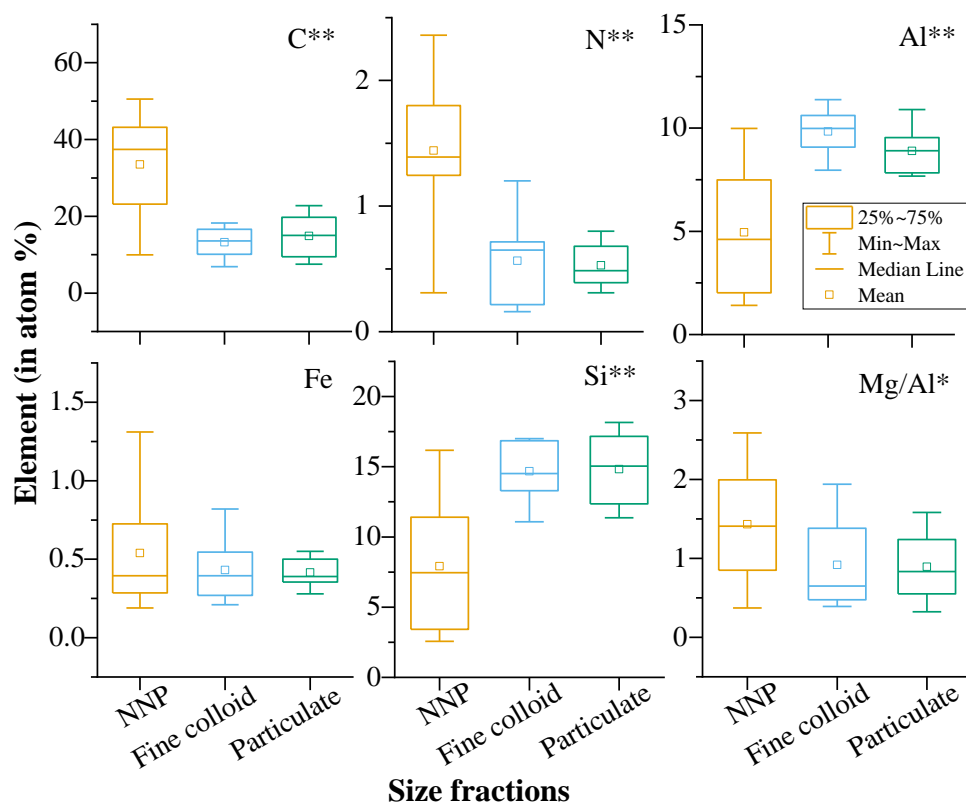 Element (in atom %)
C**
60
40
20
0
N**
2
1
0
Al**
15
10
5
0
25%~75%
Min~Max
Median Line
Mean
Fe
1.5
1.0
0.5
0.0
Si**
20
15
10
5
0
Mg/Al*
3
2
1
0
NNP
Fine colloid
Particulate
NNP
Fine colloid
Particulate
NNP
Fine colloid
Particulate
Size fractions